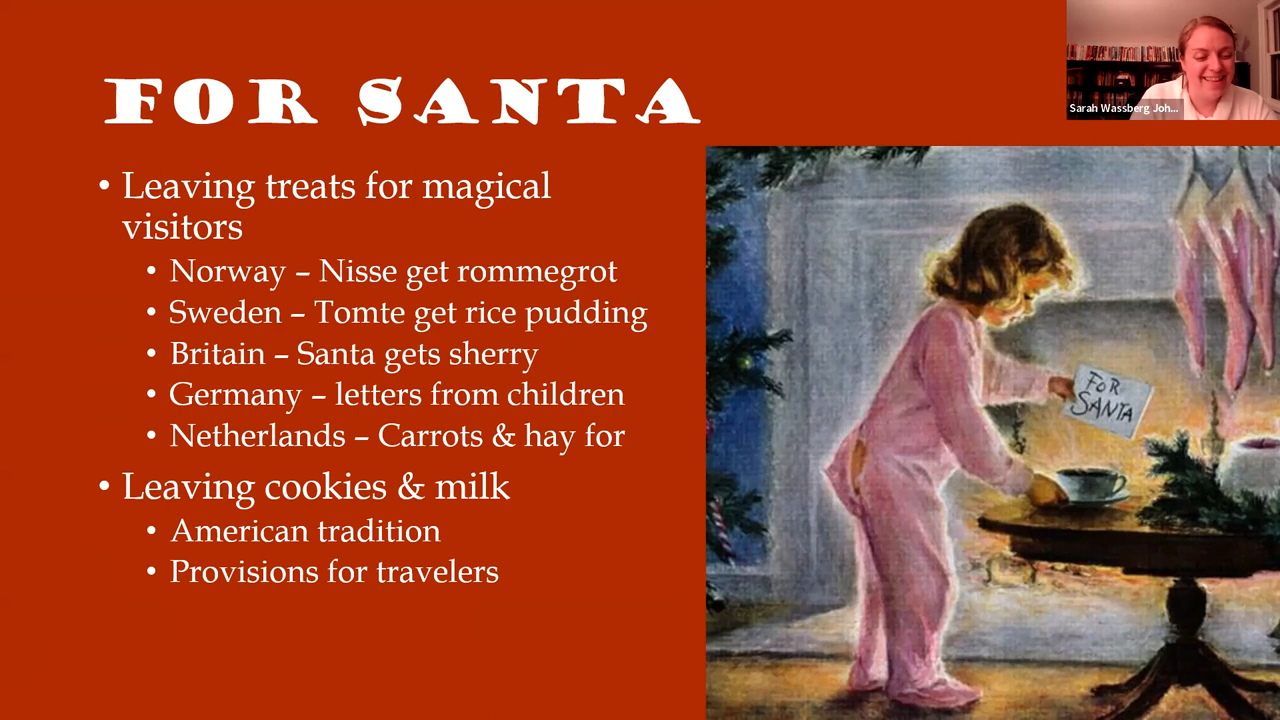 FOR SANTA
Sarah Wassberg Joh...
• Leaving treats for magical
visitors
• Norway – Nisse get rommegrot
• Sweden – Tomte get rice pudding
• Britain – Santa gets sherry
• Germany – letters from children
• Netherlands – Carrots & hay for
• Leaving cookies & milk
• American tradition
• Provisions for travelers
FOR
SANTA